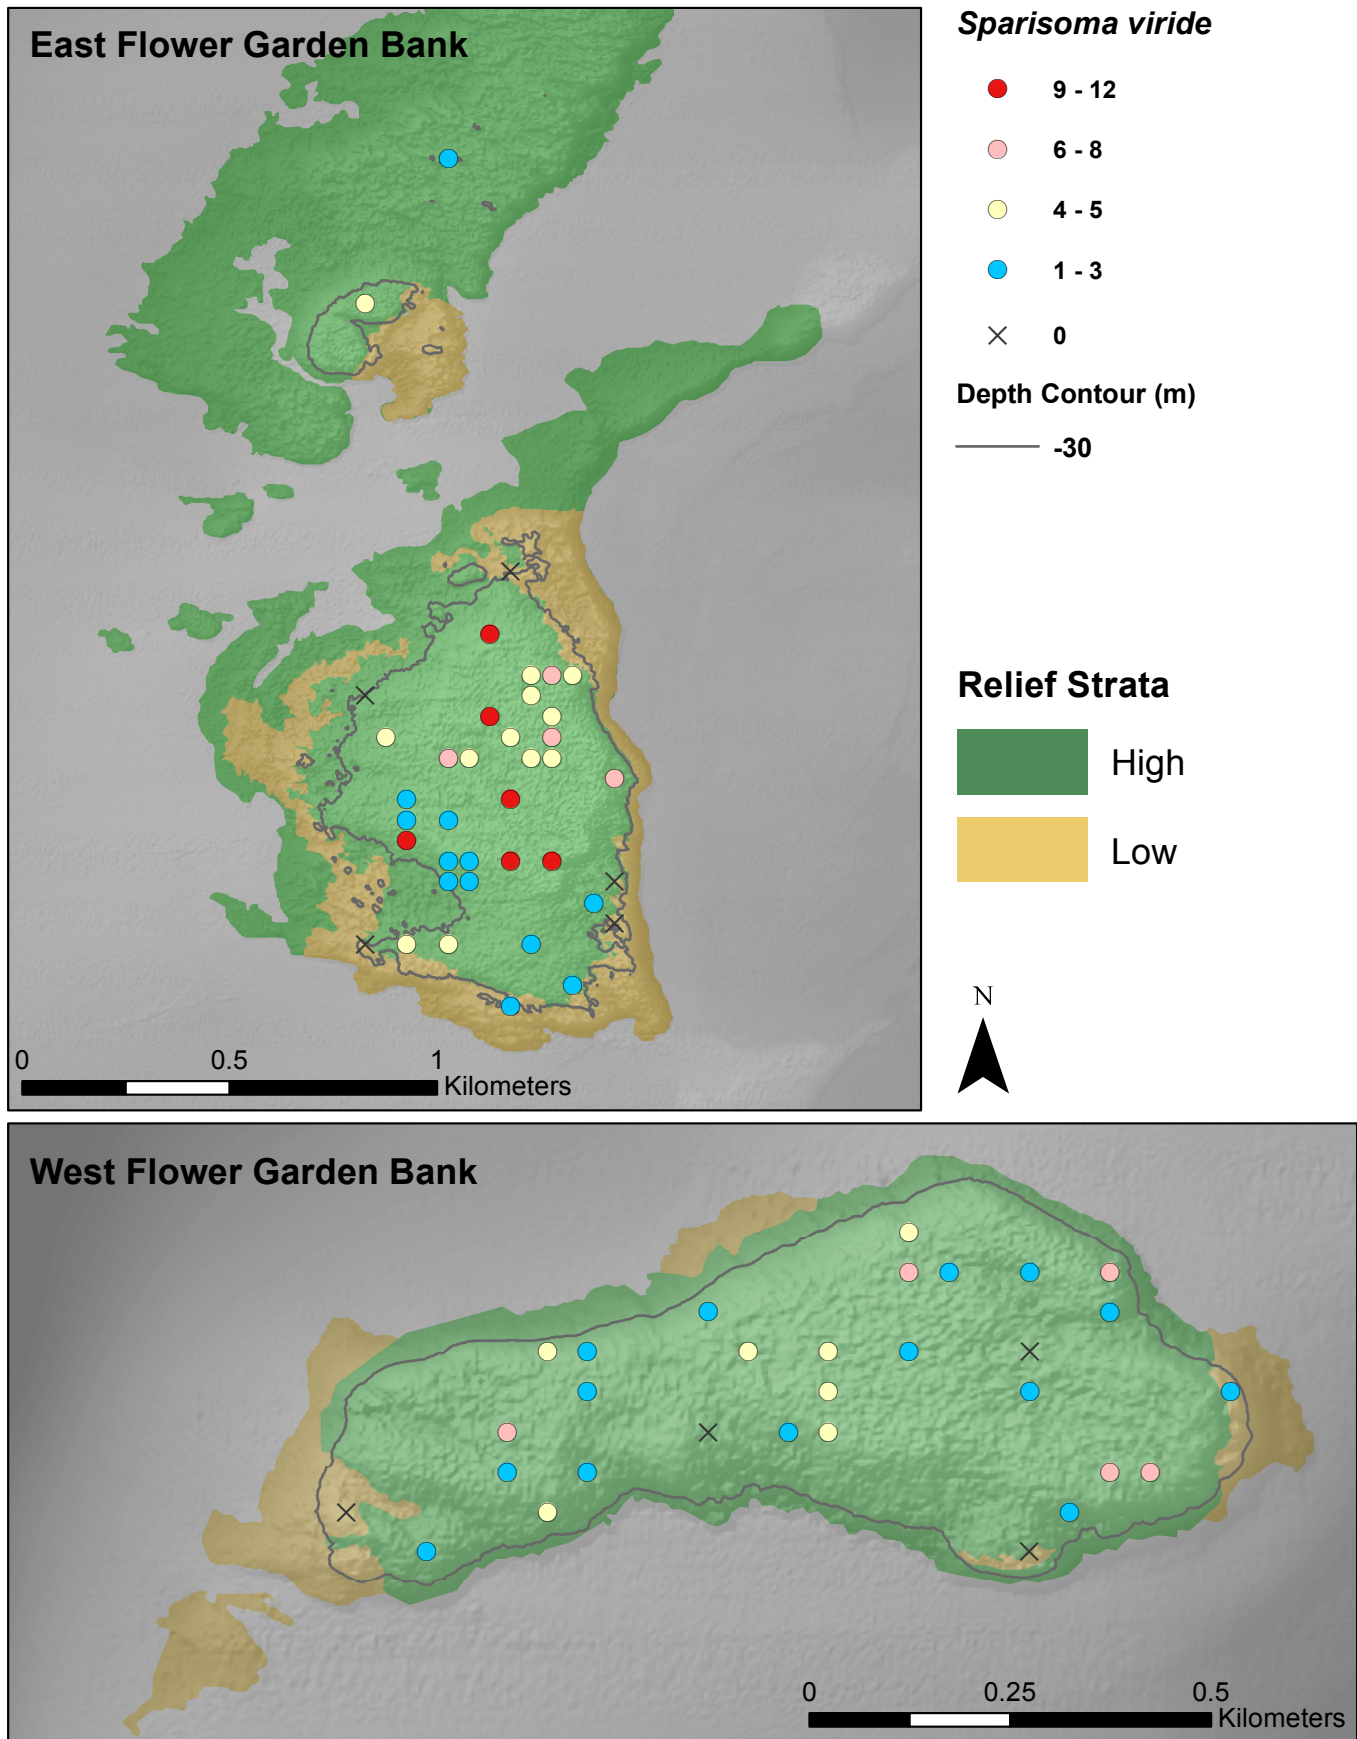 East Flower Garden Bank
0 0.5 1
Kilometers
Sparisoma viride
9 - 12
6 - 8
4 - 5
1 - 3
0
Depth Contour (m)
-30
Relief Strata
High
Low
N
West Flower Garden Bank
0 0.25 0.5
Kilometers